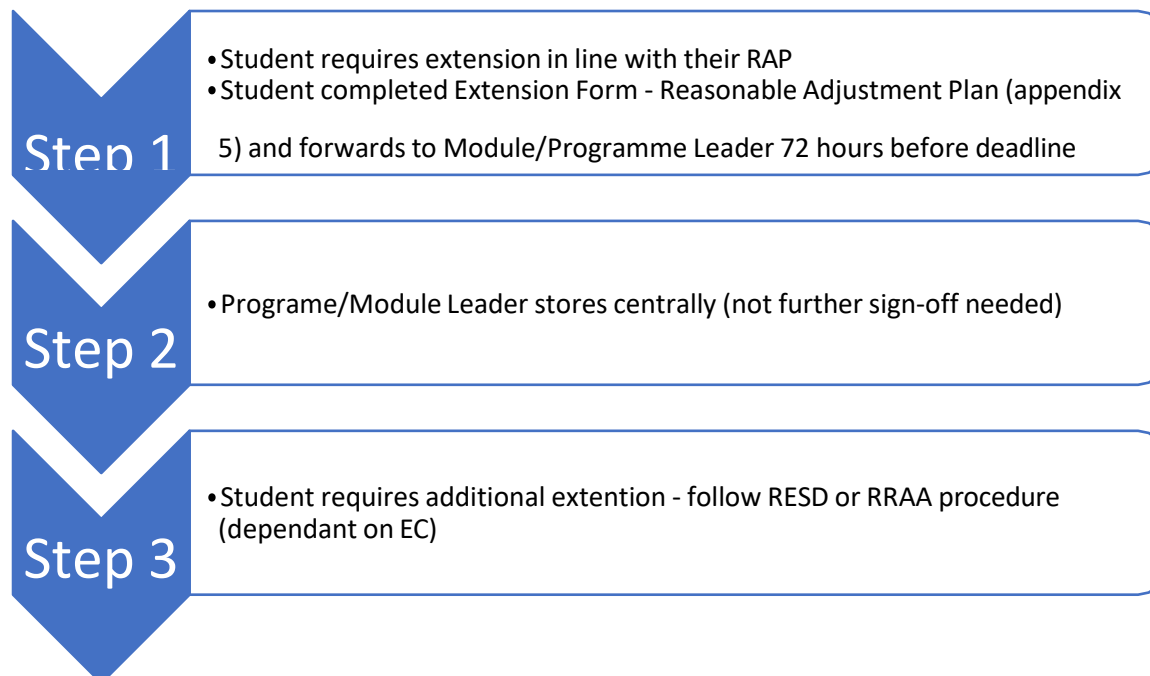 Step 1
•Student requires extension in line with their RAP
•Student completed Extension Form - Reasonable Adjustment Plan (appendix
5) and forwards to Module/Programme Leader 72 hours before deadline
Step 2
•Programe/Module Leader stores centrally (not further sign-off needed)
Step 3
•Student requires additional extention - follow RESD or RRAA procedure
(dependant on EC)